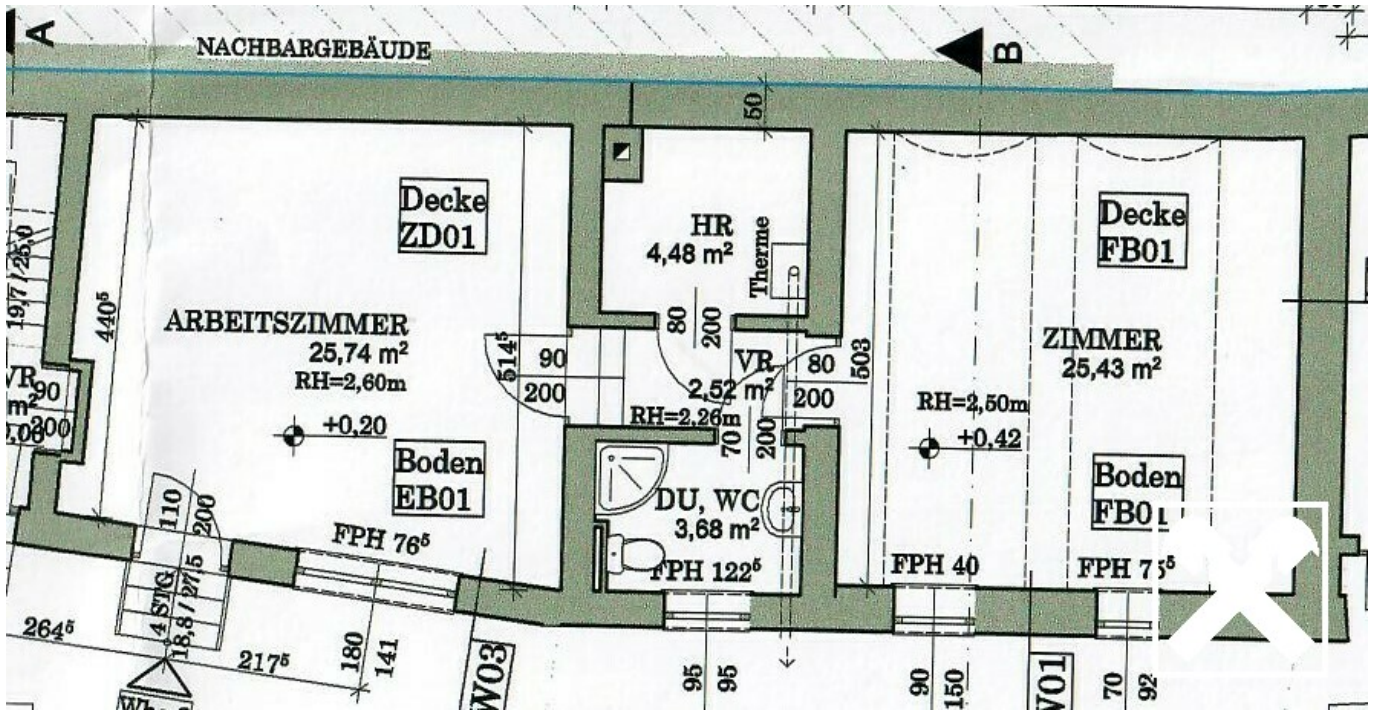 A
NACHBARGEBÄUDE
B
50
Decke
ZD01
HR
4,48 m²
Therme
Decke
FB01
19,7 / 25,0
440⁵
ARBEITSZIMMER
25,74 m²
RH=2,60m
+0,20
514⁵
90
200
80
200
VR
2,52 m²
RH=2,26m
80
200
503
ZIMMER
25,43 m²
RH=2,50m
+0,42
VR
m²
90
200
70
200
Boden
EB01
DU, WC
3,68 m²
FPH 122⁵
Boden
FB01
110
200
FPH 76⁵
FPH 40
FPH 75⁵
4 STG
18,8 / 27,5
264⁵
217⁵
180
141
W03
95
95
90
150
W01
70
92